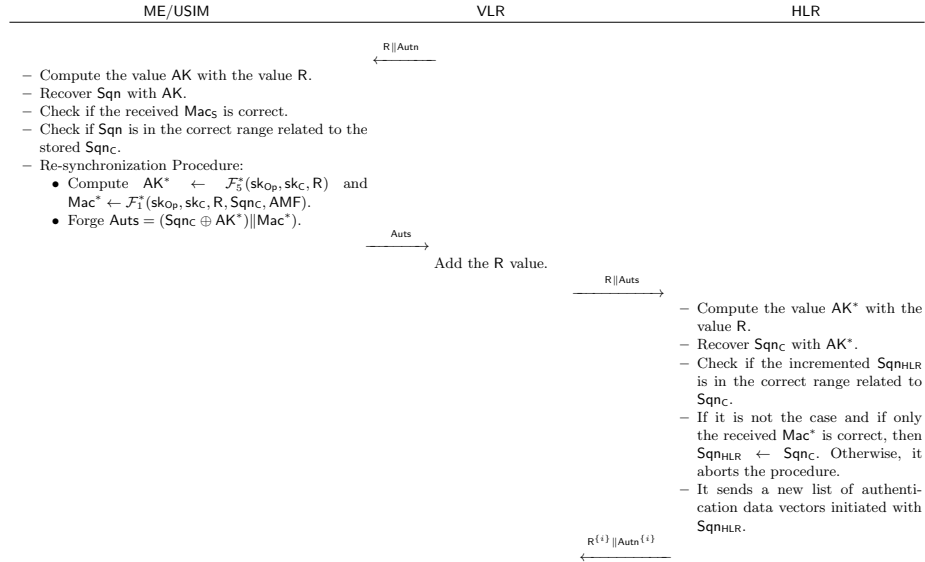 ME/USIM VLR HLR
R∥Autn
– Compute the value AK with the value R.
– Recover Sqn with AK.
– Check if the received Mac_S is correct.
– Check if Sqn is in the correct range related to the
stored Sqn_C.
– Re-synchronization Procedure:
• Compute AK* ← F_5*(sk_Op, sk_C, R) and
Mac* ← F_1*(sk_Op, sk_C, R, Sqn_C, AMF).
• Forge Auts = (Sqn_C ⊕ AK*)∥Mac*).
Auts
Add the R value.
R∥Auts
– Compute the value AK* with the
value R.
– Recover Sqn_C with AK*.
– Check if the incremented Sqn_HLR
is in the correct range related to
Sqn_C.
– If it is not the case and if only
the received Mac* is correct, then
Sqn_HLR ← Sqn_C. Otherwise, it
aborts the procedure.
– It sends a new list of authenti-
cation data vectors initiated with
Sqn_HLR.
R^{i}∥Autn^{i}